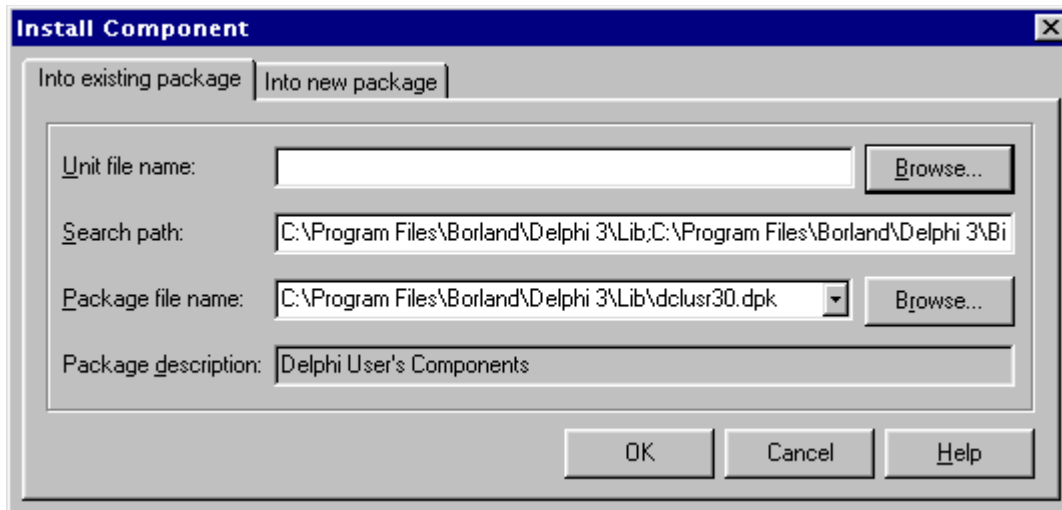 Install Component
Into existing package Into new package
Unit file name: Browse...
Search path: C:\Program Files\Borland\Delphi 3\Lib;C:\Program Files\Borland\Delphi 3\Bi
Package file name: C:\Program Files\Borland\Delphi 3\Lib\dclusr30.dpk Browse...
Package description: Delphi User's Components
OK Cancel Help